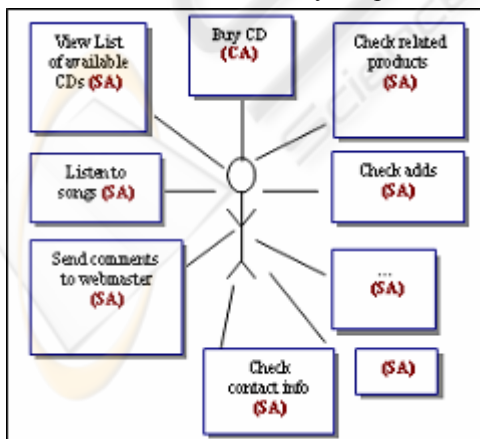 View List
of available
CDs (SA)
Buy CD
(CA)
Check related
products
(SA)
Listen to
songs (SA)
Check adds
(SA)
Send comments
to webmaster
(SA)
...
(SA)
Check
contact info
(SA)
(SA)